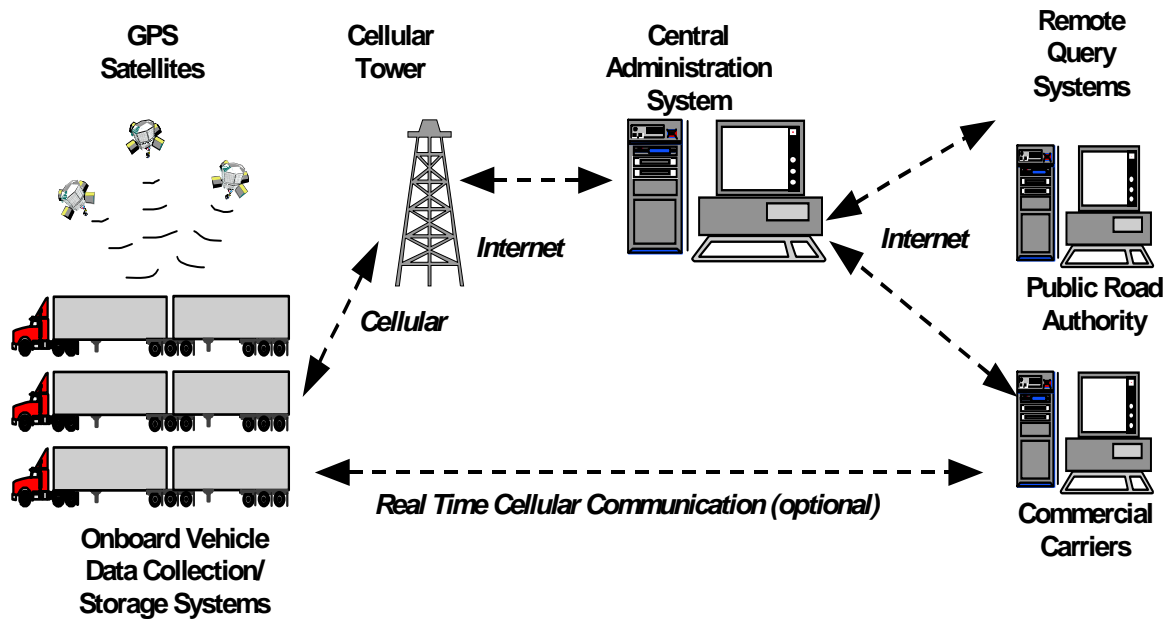 GPS
Satellites
Cellular
Tower
Central
Administration
System
Remote
Query
Systems
Internet
Internet
Cellular
Public Road
Authority
Real Time Cellular Communication (optional)
Commercial
Carriers
Onboard Vehicle
Data Collection/
Storage Systems